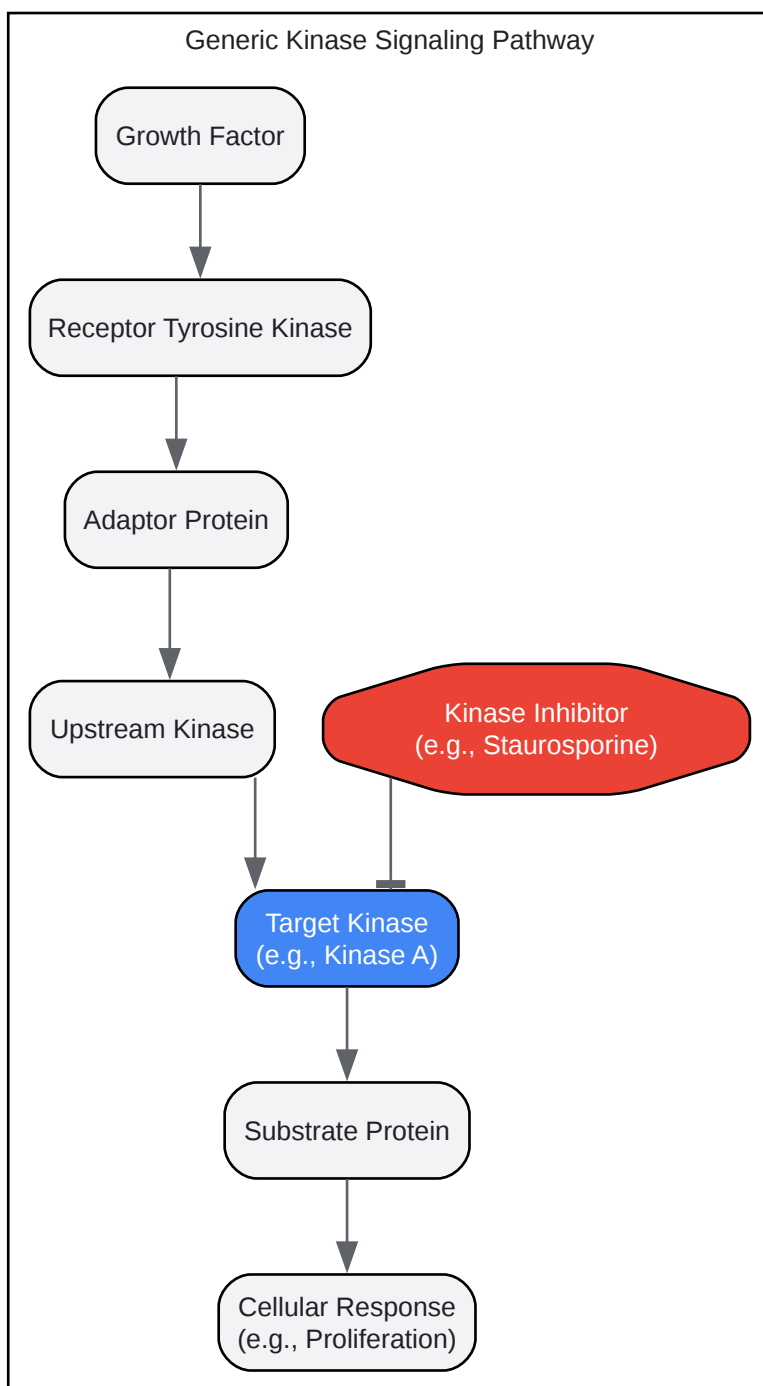 Generic Kinase Signaling Pathway
Growth Factor
Receptor Tyrosine Kinase
Adaptor Protein
Upstream Kinase
Kinase Inhibitor
(e.g., Staurosporine)
Target Kinase
(e.g., Kinase A)
Substrate Protein
Cellular Response
(e.g., Proliferation)